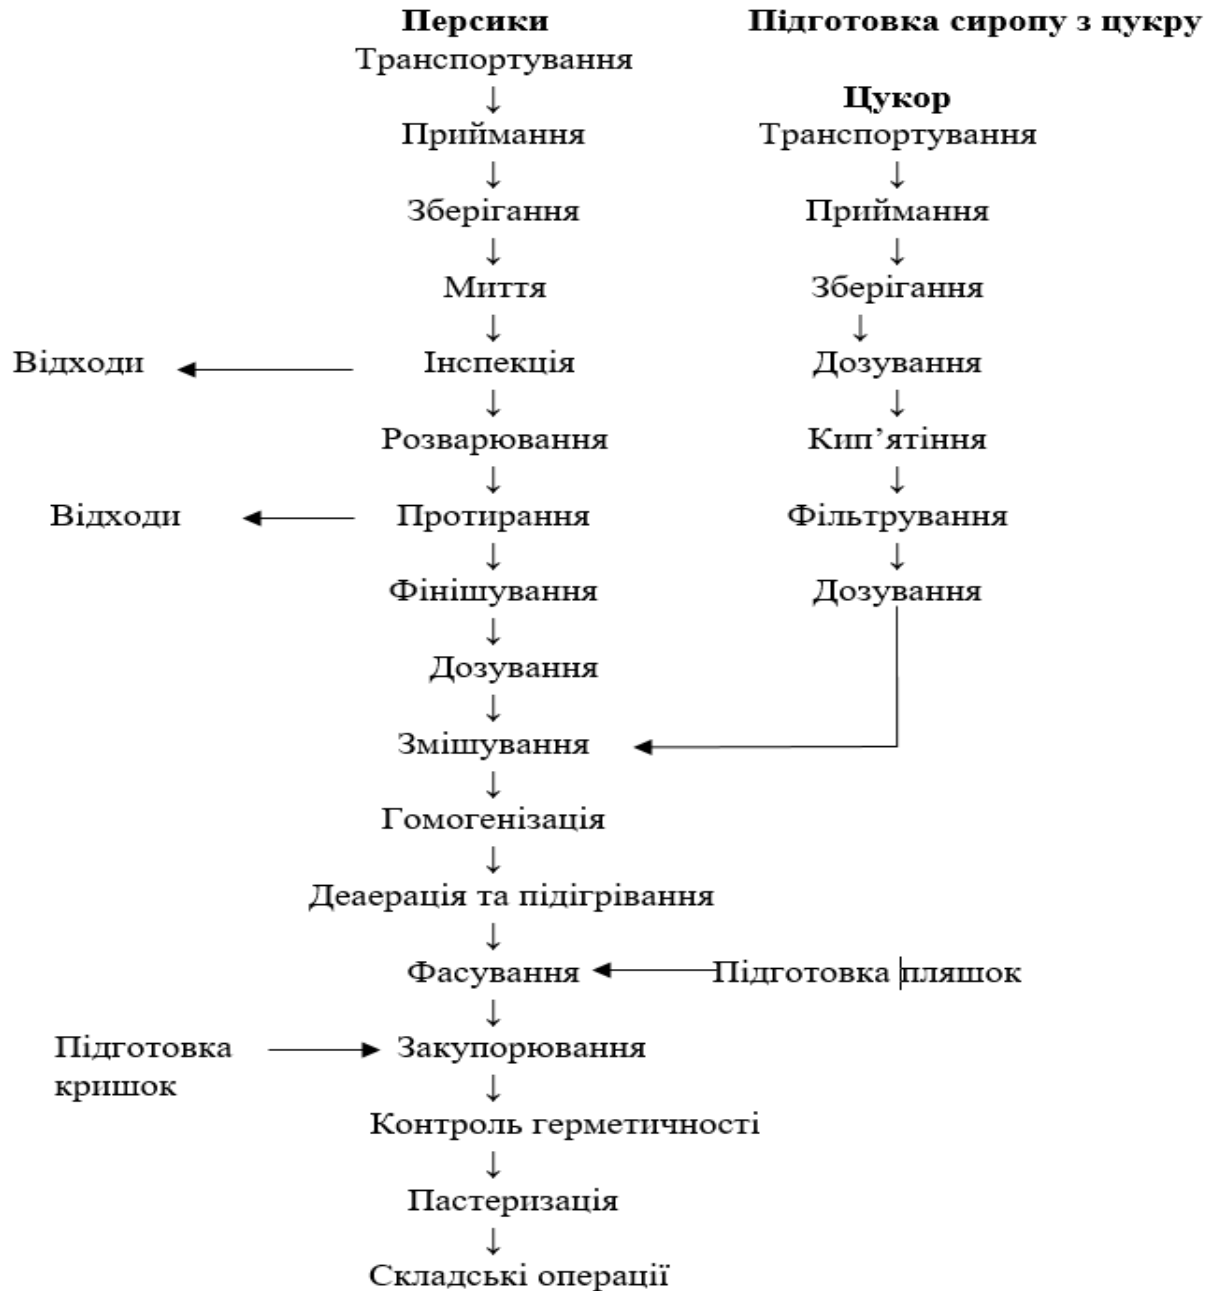 Персики
Підготовка сиропу з цукру
Транспортування
Цукор
Приймання
Транспортування
Зберігання
Приймання
Миття
Зберігання
Відходи
Інспекція
Дозування
Розварювання
Кип’ятіння
Відходи
Протирання
Фільтрування
Фінішування
Дозування
Дозування
Змішування
Гомогенізація
Деаерація та підігрівання
Фасування
Підготовка пляшок
Підготовка
кришок
Закупорювання
Контроль герметичності
Пастеризація
Складські операції